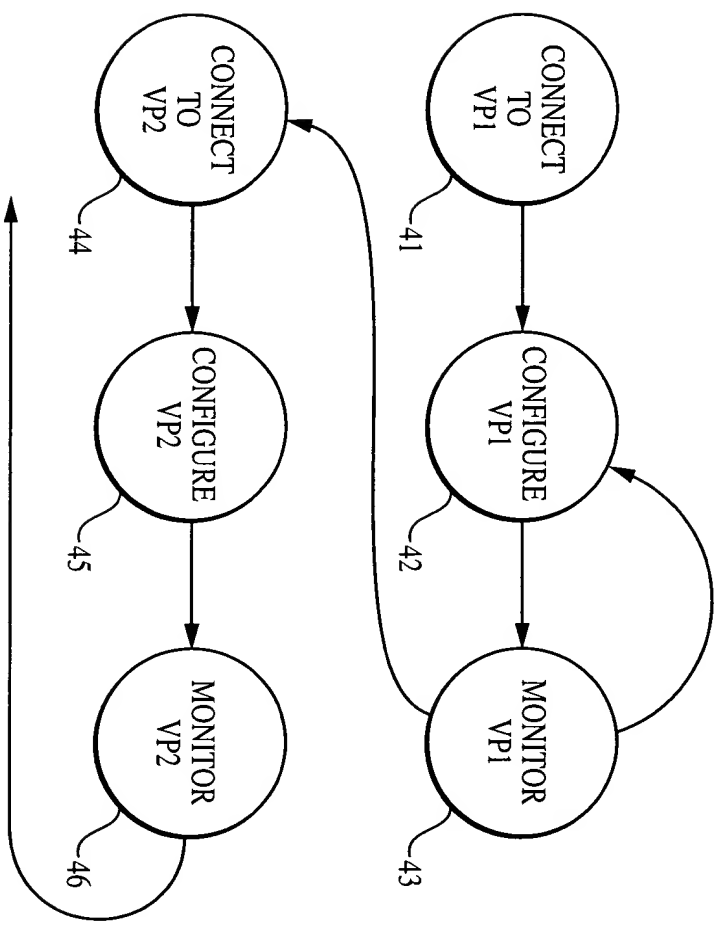 CONNECT
TO
VP1
41
CONFIGURE
VP1
42
MONITOR
VP1
43
CONNECT
TO
VP2
44
CONFIGURE
VP2
45
MONITOR
VP2
46